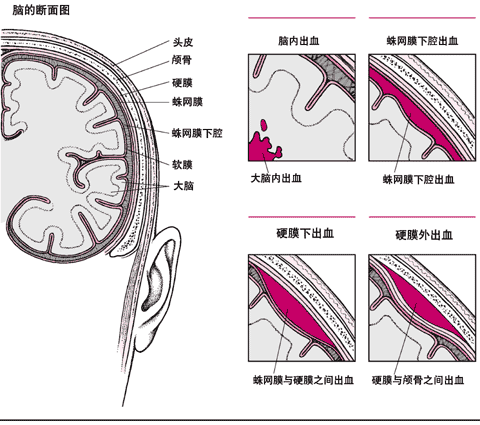 脑的断面图
头皮
颅骨
硬膜
蛛网膜
蛛网膜下腔
软膜
大脑
脑内出血
大脑内出血
蛛网膜下腔出血
蛛网膜下腔出血
硬膜下出血
蛛网膜与硬膜之间出血
硬膜外出血
硬膜与颅骨之间出血